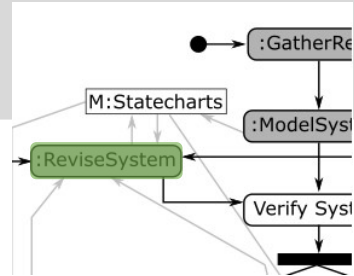 :GatherRe
M:Statecharts
:ModelSyst
:ReviseSystem
Verify Syst